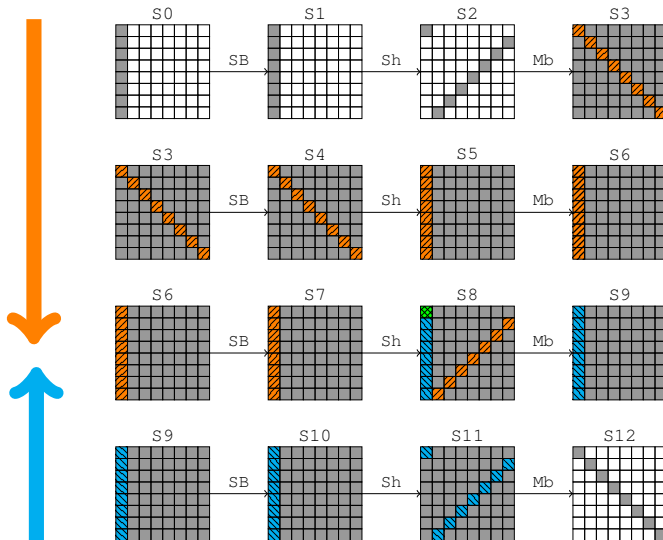 S0 S1 S2 S3
SB Sh Mb
S3 S4 S5 S6
SB Sh Mb
S6 S7 S8 S9
SB Sh Mb
S9 S10 S11 S12
SB Sh Mb